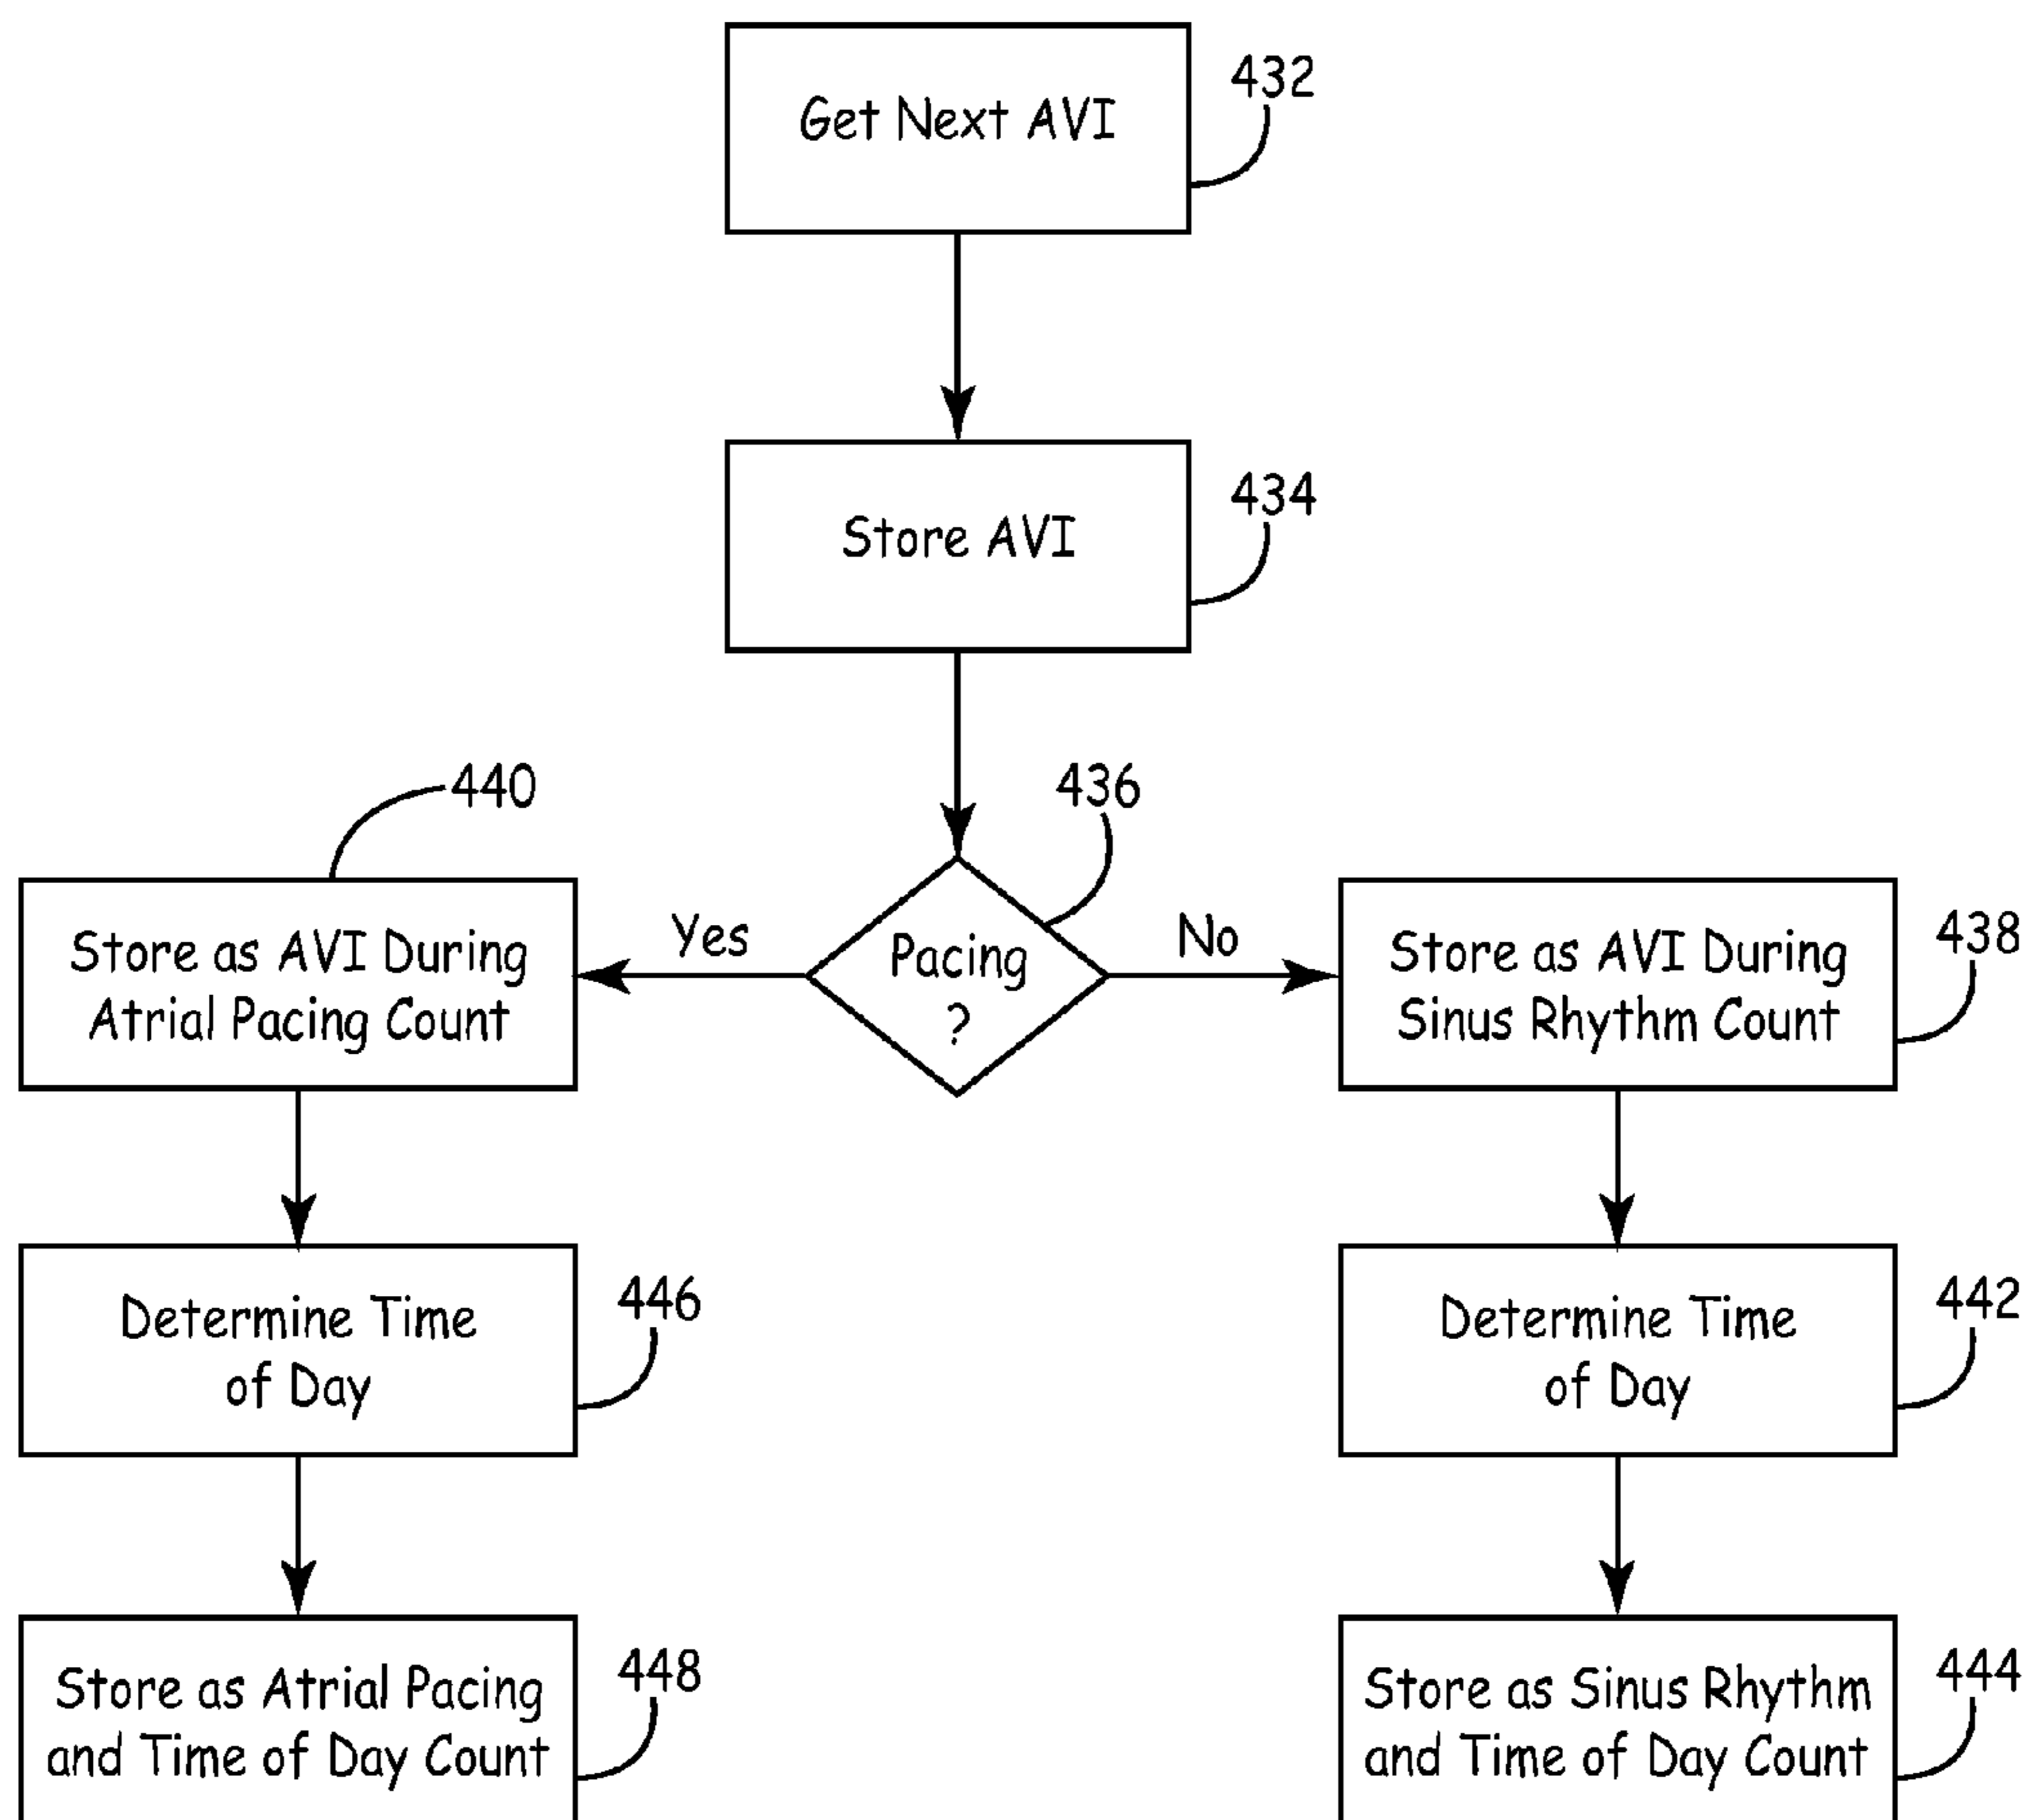 Get Next AVI
432
Store AVI
434
440
436
Store as AVI During
Atrial Pacing Count
Yes
Pacing
?
No
Store as AVI During
Sinus Rhythm Count
438
Determine Time
of Day
446
Determine Time
of Day
442
Store as Atrial Pacing
and Time of Day Count
448
Store as Sinus Rhythm
and Time of Day Count
444